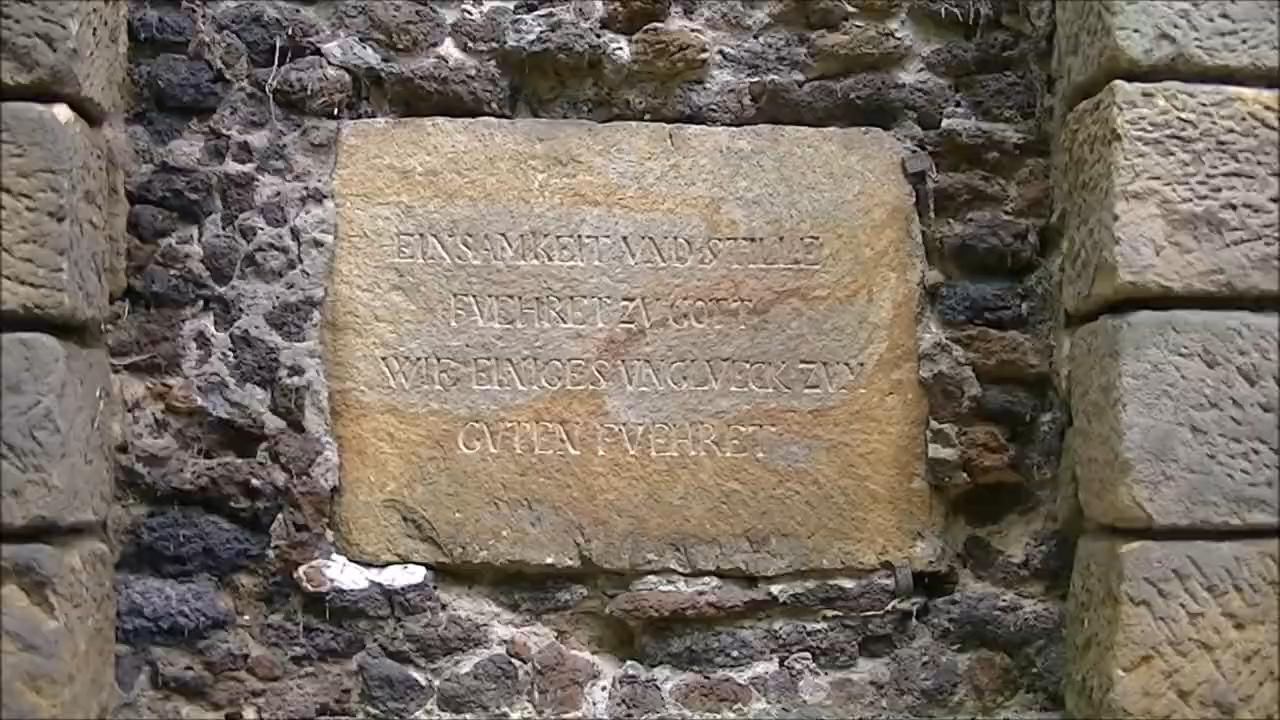 EINSAMKEIT VND STILLE
FVEHRET ZV GOTT
WIE EINIGES VNGLVECK ZVM
GVTEN FVEHRET